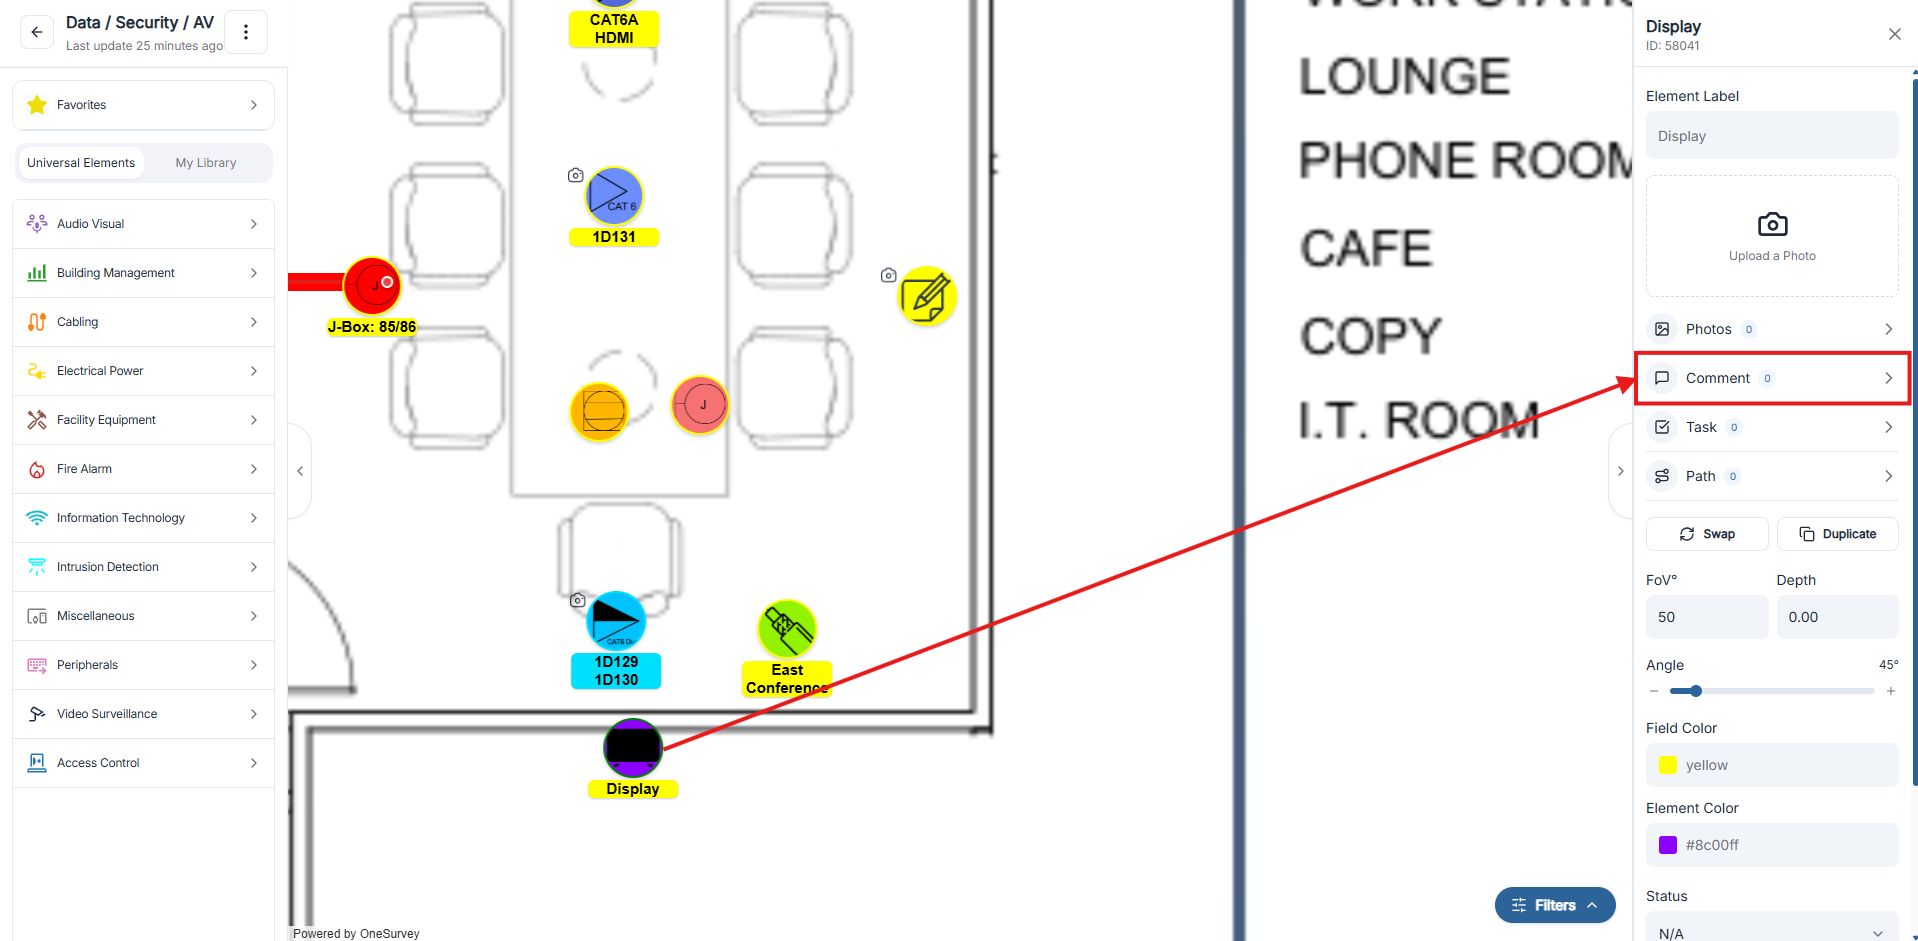 Data / Security / AV
Last update 25 minutes ago
Favorites
Universal Elements
My Library
Audio Visual
Building Management
Cabling
Electrical Power
Facility Equipment
Fire Alarm
Information Technology
Intrusion Detection
Miscellaneous
Peripherals
Video Surveillance
Access Control
CAT6A
HDMI
CAT 6
1D131
J
J-Box: 85/86
J
CAT6 D
1D129
1D130
East
Conference
Display
LOUNGE
PHONE ROOM
CAFE
COPY
I.T. ROOM
Powered by OneSurvey
Filters
Display
ID: 58041
Element Label
Display
Upload a Photo
Photos 0
Comment 0
Task 0
Path 0
Swap
Duplicate
FoV°
Depth
50
0.00
Angle
45°
Field Color
yellow
Element Color
#8c00ff
Status
N/A